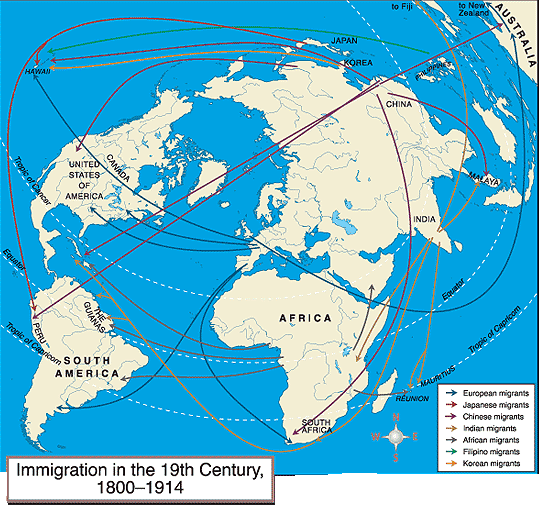 to Fiji
to New
Zealand
AUSTRALIA
JAPAN
KOREA
HAWAII
PHILIPPINES
CHINA
UNITED
STATES
OF
AMERICA
CANADA
MALAYA
INDIA
Tropic of Cancer
Equator
Equator
Tropic of Capricorn
Tropic of Capricorn
PERU
THE
GUIANAS
SOUTH
AMERICA
AFRICA
MAURITIUS
RÉUNION
SOUTH
AFRICA
N
W
E
S
European migrants
Japanese migrants
Chinese migrants
Indian migrants
African migrants
Filipino migrants
Korean migrants
Immigration in the 19th Century,
1800–1914